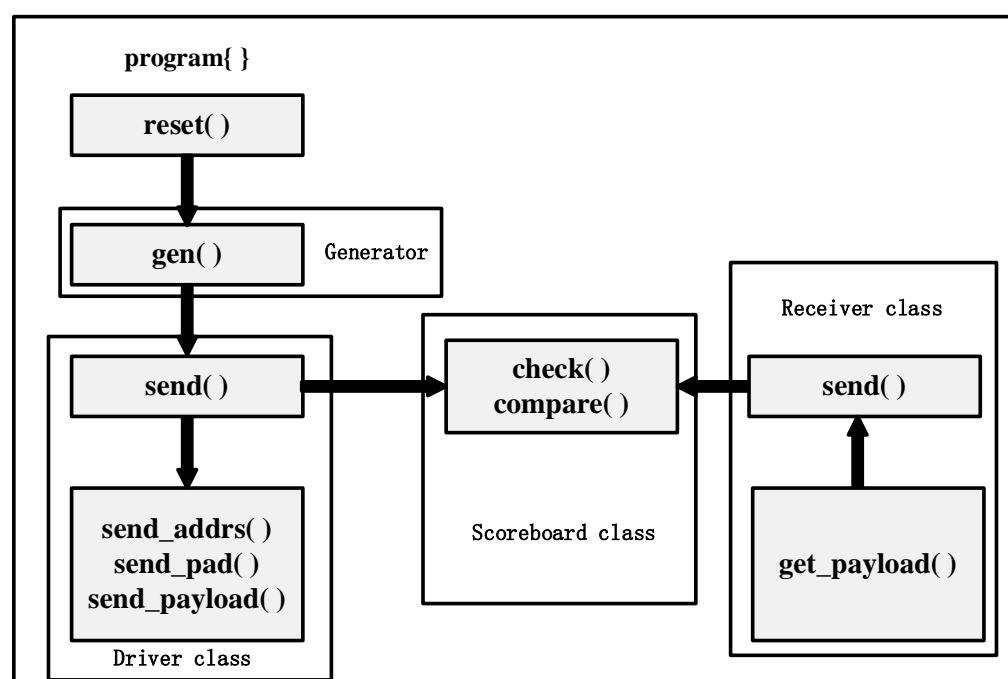 program{ }
reset( )
gen( )
Generator
send( )
send_addrs( )
send_pad( )
send_payload( )
Driver class
check( )
compare( )
Scoreboard class
Receiver class
send( )
get_payload( )